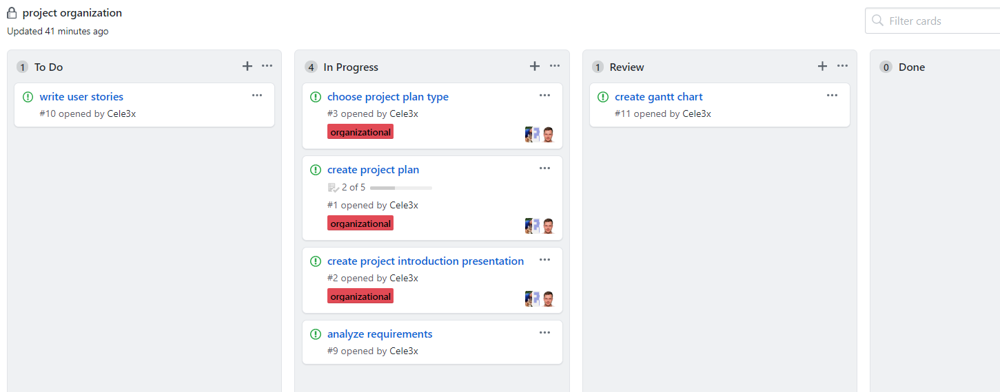 project organization
Updated 41 minutes ago
Filter cards
1 To Do
write user stories
#10 opened by Cele3x
4 In Progress
choose project plan type
#3 opened by Cele3x
organizational
create project plan
2 of 5
#1 opened by Cele3x
organizational
create project introduction presentation
#2 opened by Cele3x
organizational
analyze requirements
#9 opened by Cele3x
1 Review
create gantt chart
#11 opened by Cele3x
0 Done